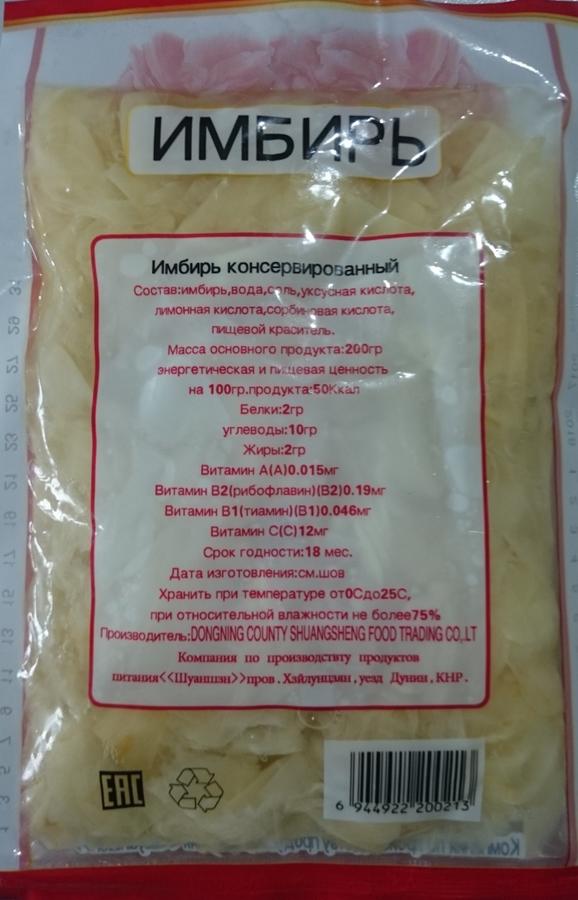 ИМБИРЬ
Имбирь консервированный
Состав:имбирь,вода,соль,уксусная кислота,
лимонная кислота,сорбиновая кислота,
пищевой краситель.
Масса основного продукта:200гр
энергетическая и пищевая ценность
на 100гр.продукта:50Ккал
Белки:2гр
углеводы:10гр
Жиры:2гр
Витамин А(А)0.015мг
Витамин В2(рибофлавин)(В2)0.19мг
Витамин В1(тиамин)(В1)0.046мг
Витамин С(С)12мг
Срок годности:18 мес.
Дата изготовления:см.шов
Хранить при температуре от0Сдо25С,
при относительной влажности не более75%
Производитель:DONGNING COUNTY SHUANGSHENG FOOD TRADING CO,.LT
Компания по производству продуктов
питания<<Шуаншэн>>пров.Хэйлунцзян,уезд Дунин,КНР.
EAC
6 944922 200213